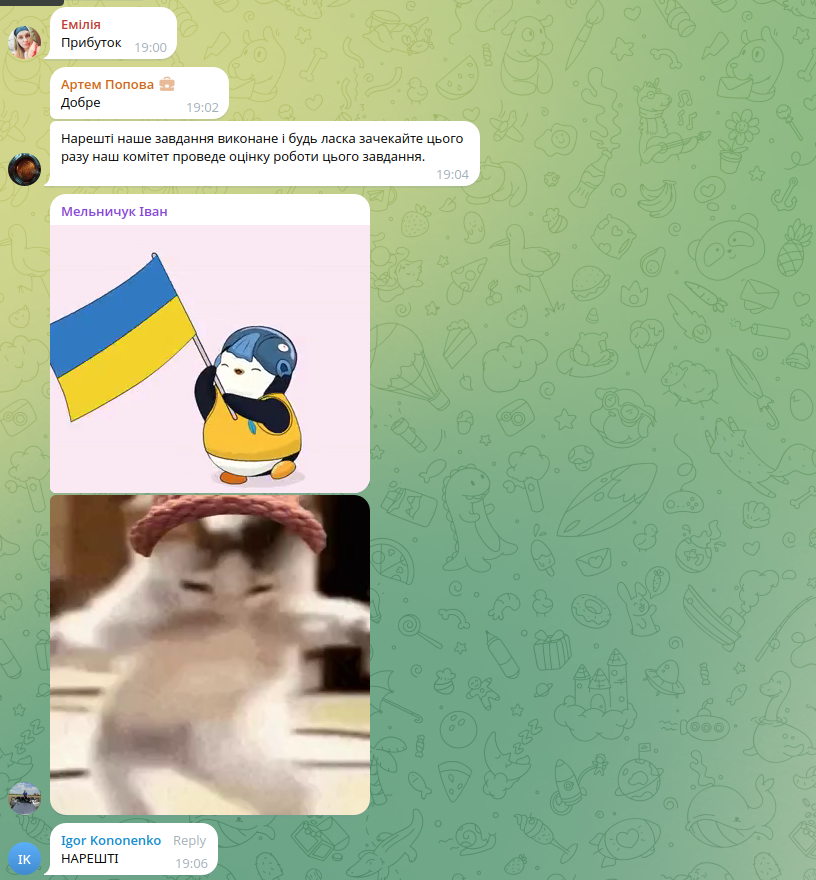 Емілія
Прибуток 19:00
Артем Попова
Добре 19:02
Нарешті наше завдання виконане і будь ласка зачекайте цього
разу наш комітет проведе оцінку роботи цього завдання.
19:04
Мельничук Іван
Igor Kononenko Reply
IK НАРЕШТІ 19:06